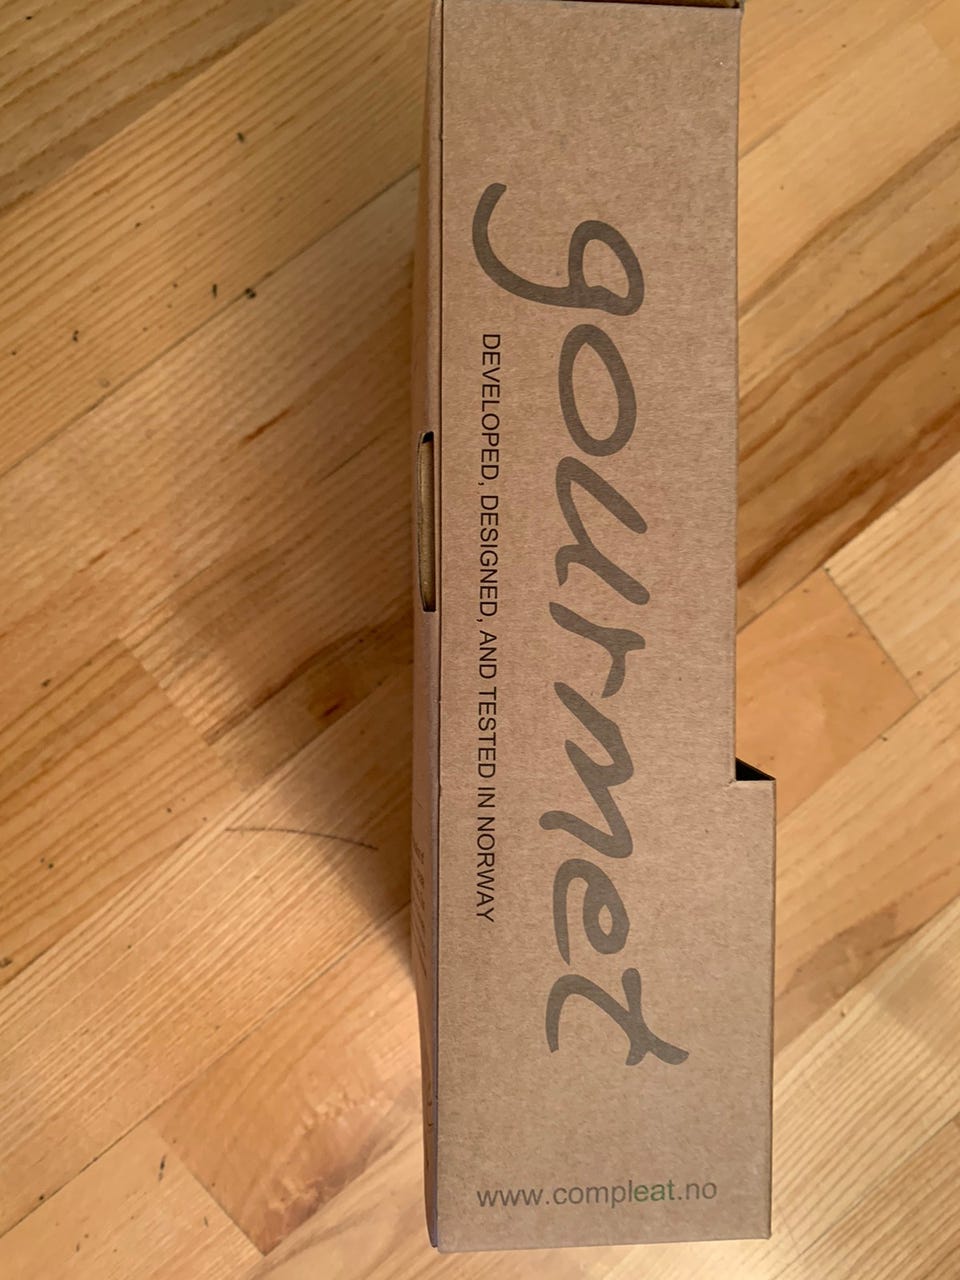 gourmet
DEVELOPED, DESIGNED, AND TESTED IN NORWAY
www.compleat.no